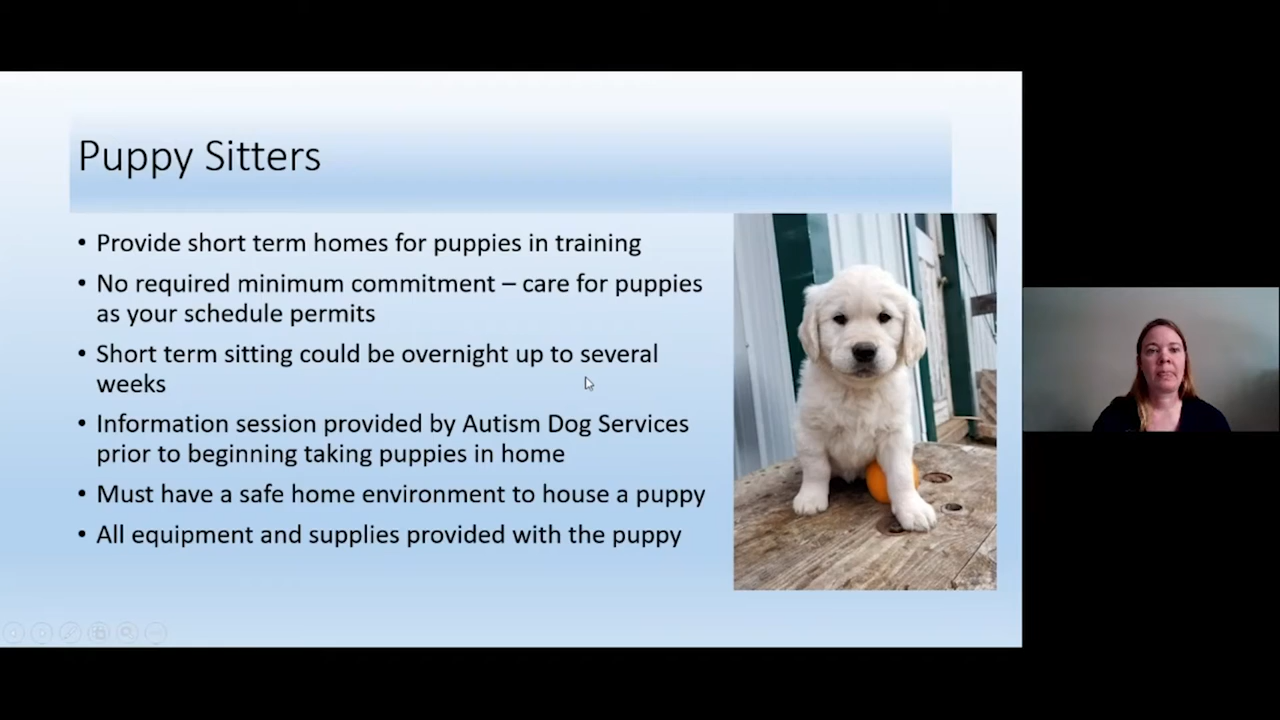 Puppy Sitters
• Provide short term homes for puppies in training
• No required minimum commitment – care for puppies
as your schedule permits
• Short term sitting could be overnight up to several
weeks
• Information session provided by Autism Dog Services
prior to beginning taking puppies in home
• Must have a safe home environment to house a puppy
• All equipment and supplies provided with the puppy